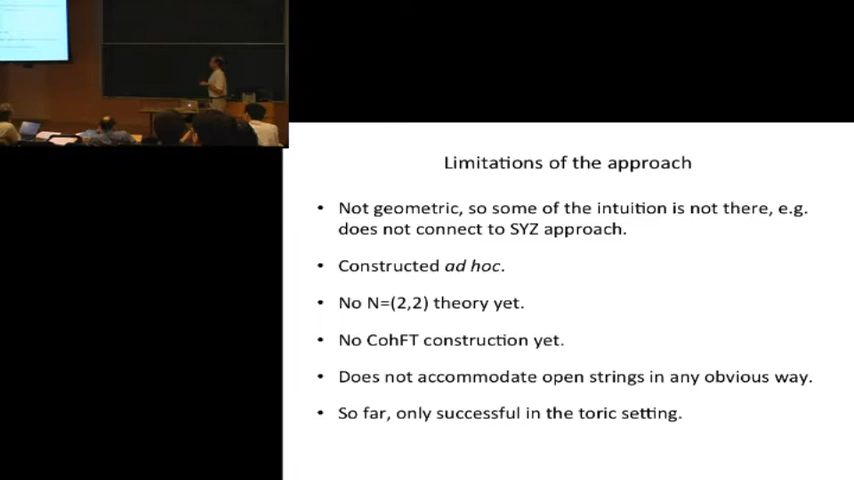 Limitations of the approach
• Not geometric, so some of the intuition is not there, e.g.
does not connect to SYZ approach.
• Constructed ad hoc.
• No N=(2,2) theory yet.
• No CohFT construction yet.
• Does not accommodate open strings in any obvious way.
• So far, only successful in the toric setting.